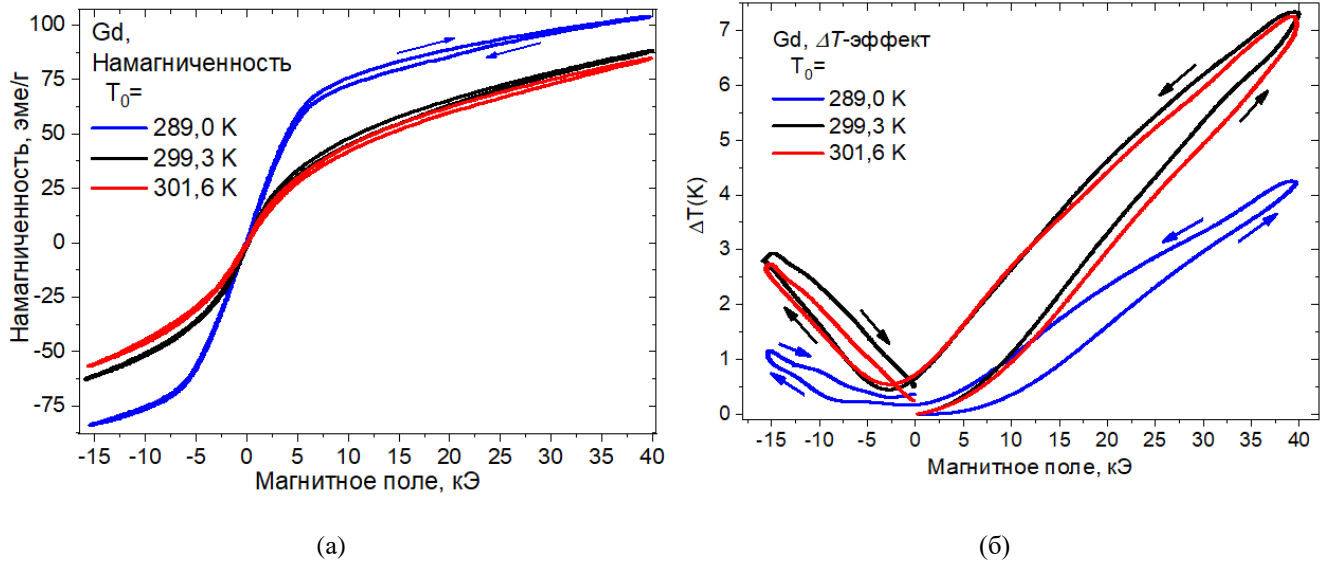 Gd,
Намагниченность
T₀=
289,0 K
299,3 K
301,6 K
Намагниченность, эме/г
100
75
50
25
0
-25
-50
-75
-15 -10 -5 0 5 10 15 20 25 30 35 40
Магнитное поле, кЭ
(а)
Gd, ΔT-эффект
T₀=
289,0 K
299,3 K
301,6 K
ΔT(K)
7
6
5
4
3
2
1
0
-15 -10 -5 0 5 10 15 20 25 30 35 40
Магнитное поле, кЭ
(б)